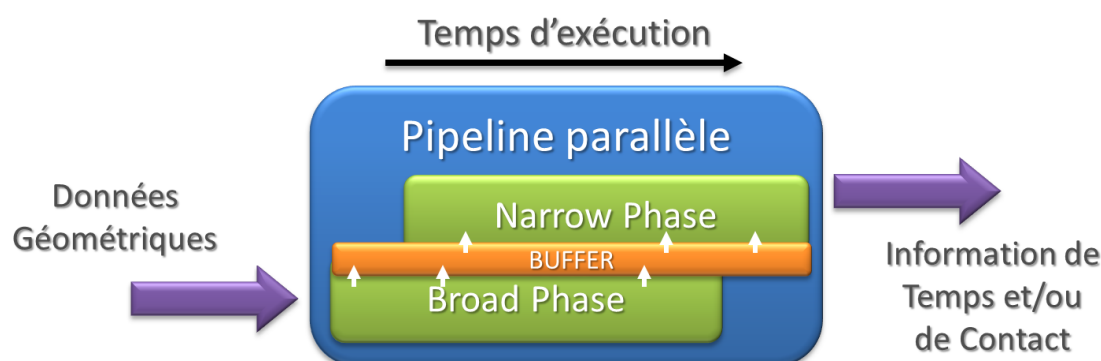 Temps d’exécution
Pipeline parallèle
Données
Géométriques
Narrow Phase
BUFFER
Broad Phase
Information de
Temps et/ou
de Contact